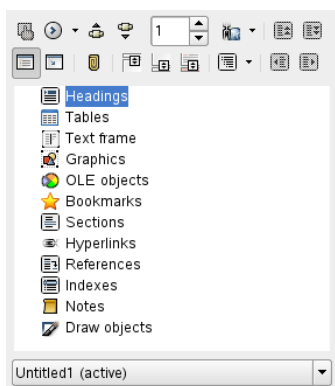 1
Headings
Tables
Text frame
Graphics
OLE objects
Bookmarks
Sections
Hyperlinks
References
Indexes
Notes
Draw objects
Untitled1 (active)